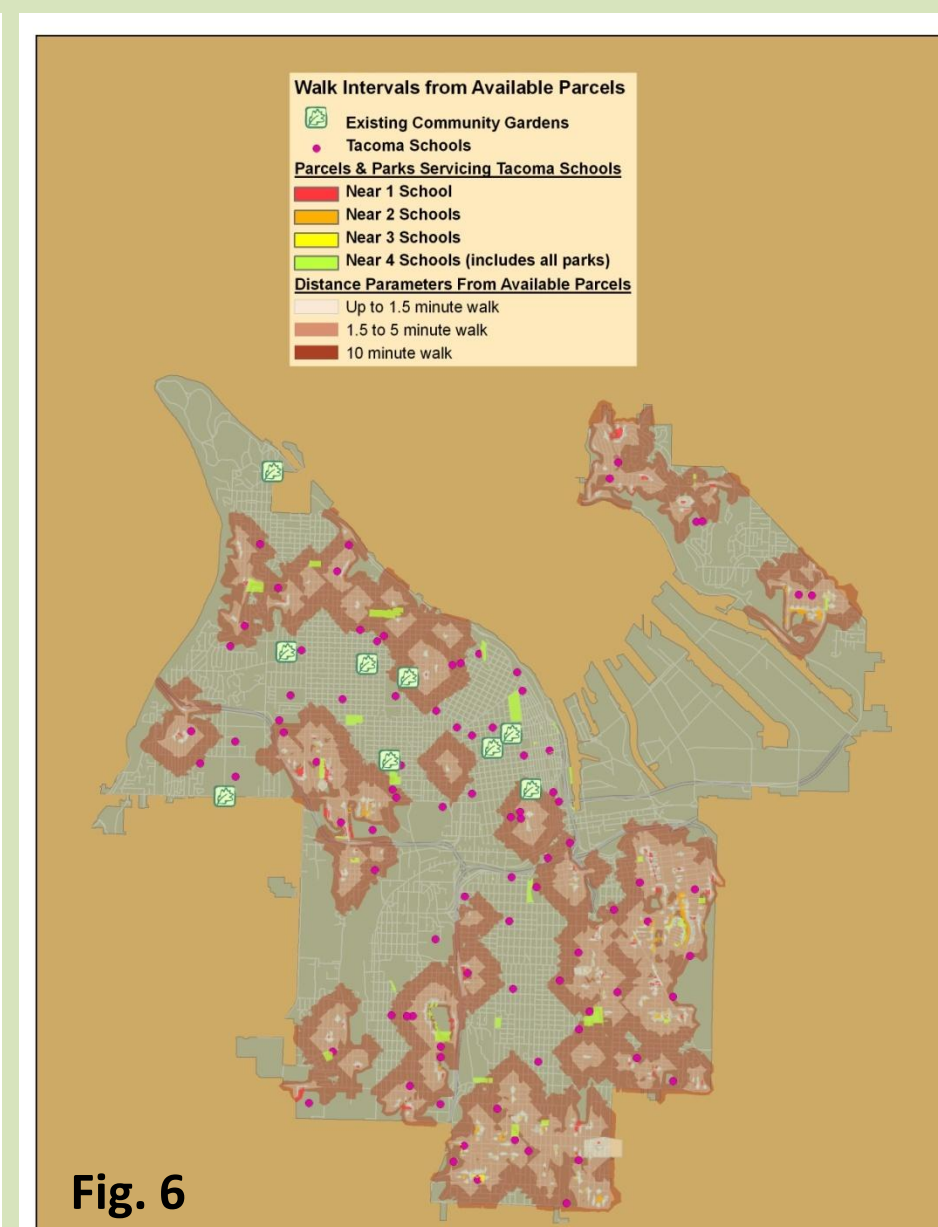 Walk Intervals from Available Parcels
Existing Community Gardens
Tacoma Schools
Parcels & Parks Servicing Tacoma Schools
Near 1 School
Near 2 Schools
Near 3 Schools
Near 4 Schools (includes all parks)
Distance Parameters From Available Parcels
Up to 1.5 minute walk
1.5 to 5 minute walk
10 minute walk
Fig. 6